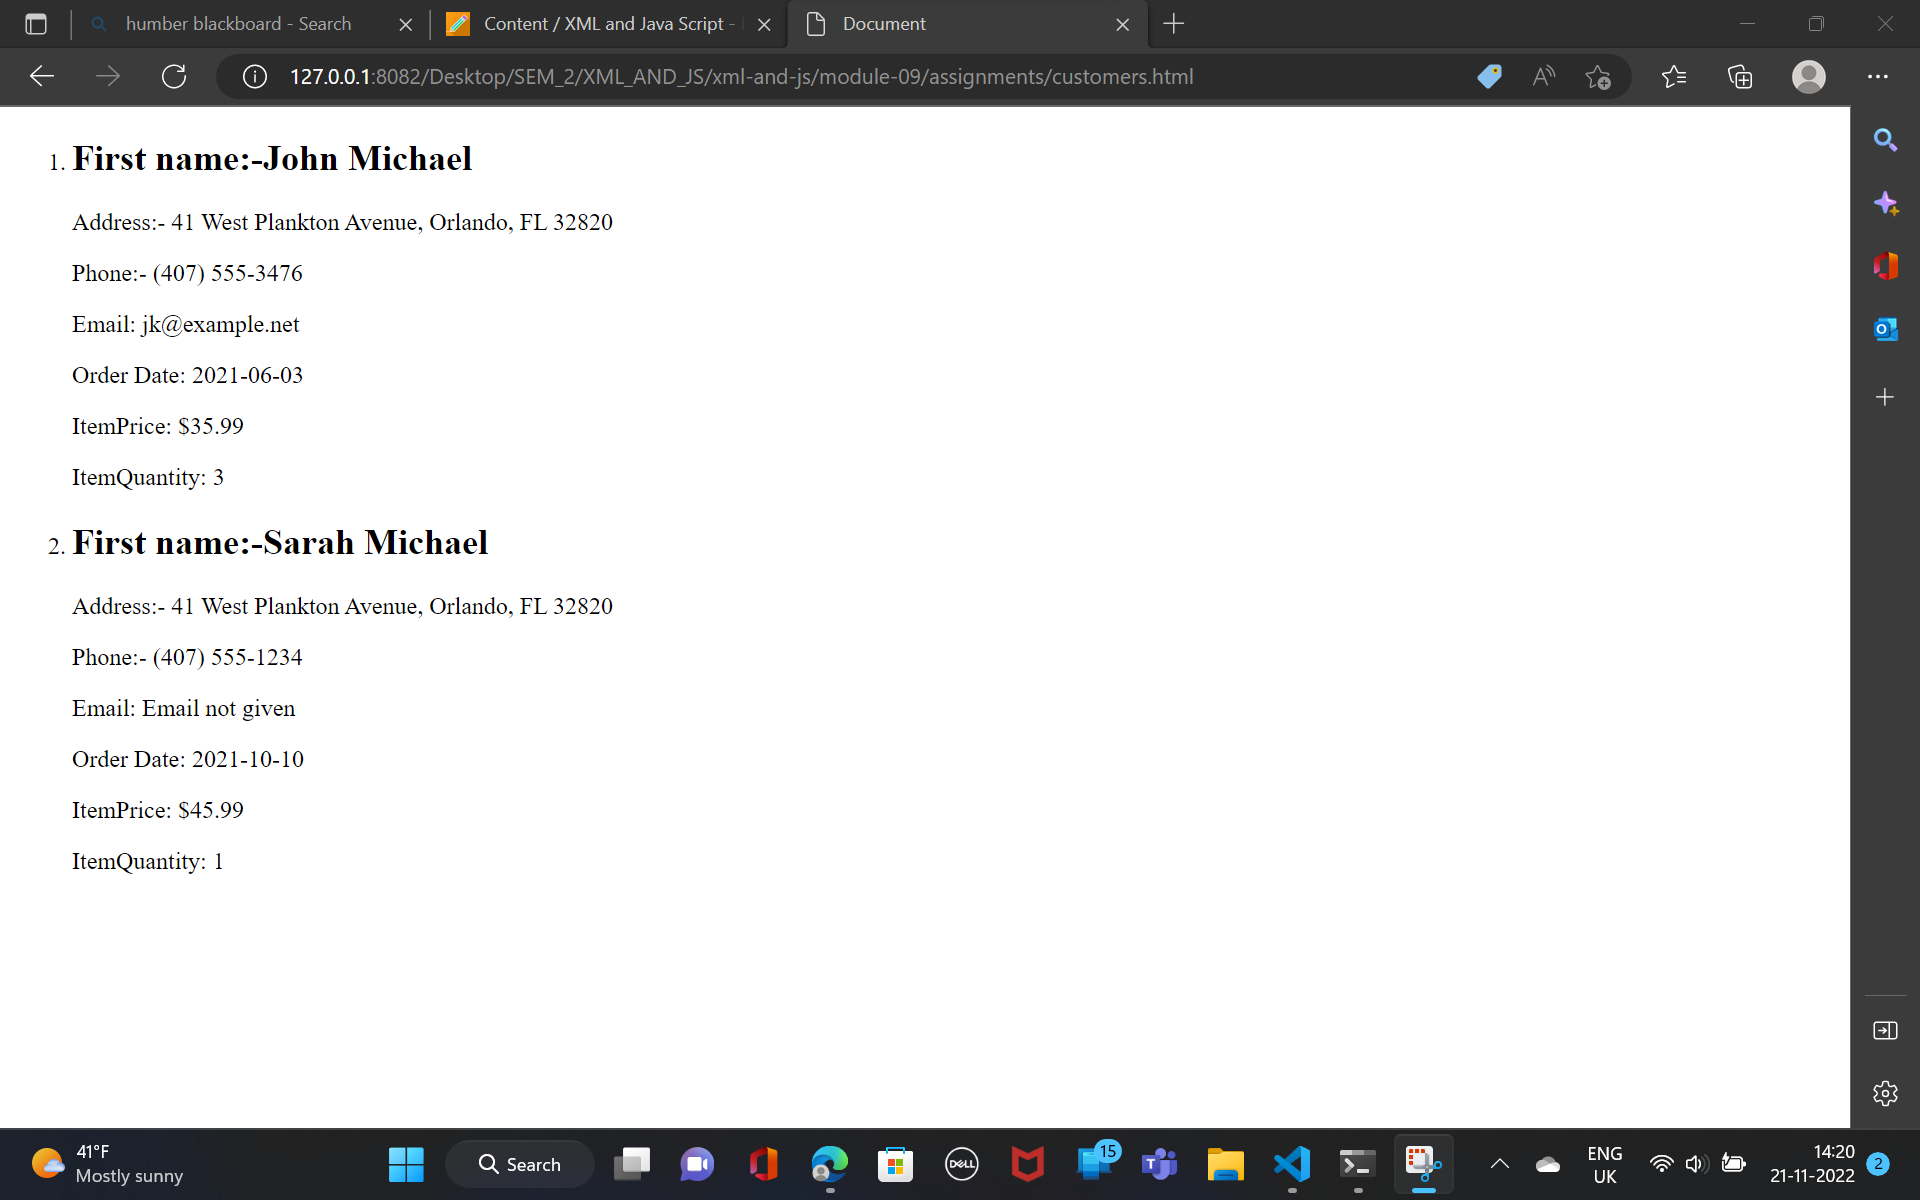 humber blackboard - Search
Content / XML and Java Script -
Document
127.0.0.1:8082/Desktop/SEM_2/XML_AND_JS/xml-and-js/module-09/assignments/customers.html
1. First name:-John Michael
Address:- 41 West Plankton Avenue, Orlando, FL 32820
Phone:- (407) 555-3476
Email: jk@example.net
Order Date: 2021-06-03
ItemPrice: $35.99
ItemQuantity: 3
2. First name:-Sarah Michael
Address:- 41 West Plankton Avenue, Orlando, FL 32820
Phone:- (407) 555-1234
Email: Email not given
Order Date: 2021-10-10
ItemPrice: $45.99
ItemQuantity: 1
41°F
Mostly sunny
Search
DELL
15
ENG
UK
14:20
21-11-2022
2